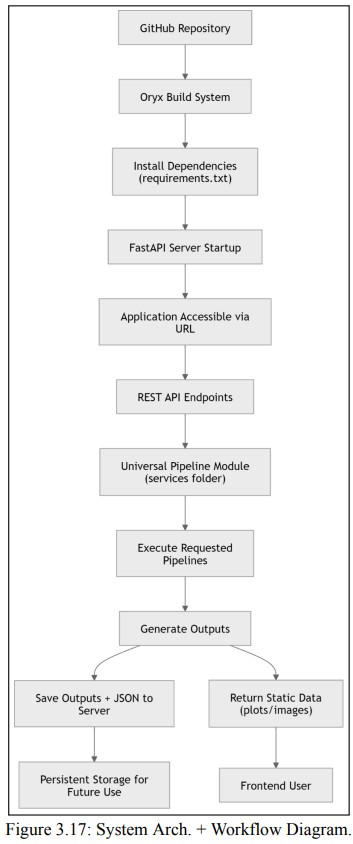 GitHub Repository
Oryx Build System
Install Dependencies
(requirements.txt)
FastAPI Server Startup
Application Accessible via
URL
REST API Endpoints
Universal Pipeline Module
(services folder)
Execute Requested
Pipelines
Generate Outputs
Save Outputs + JSON to
Server
Return Static Data
(plots/images)
Persistent Storage for
Future Use
Frontend User
Figure 3.17: System Arch. + Workflow Diagram.